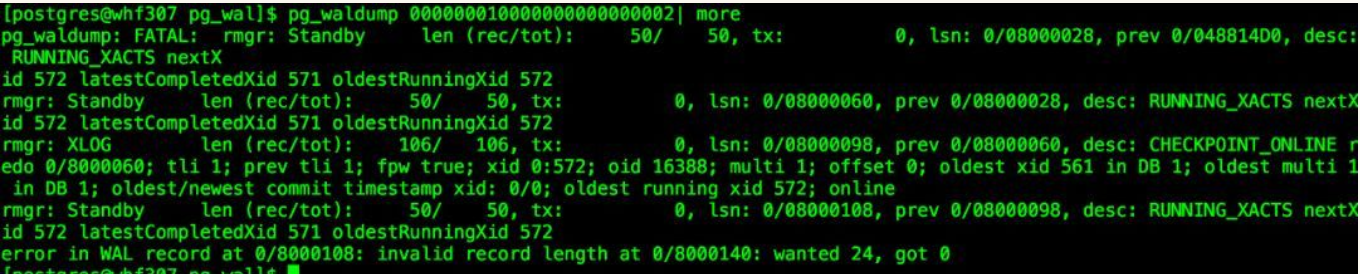 [postgres@whf307 pg_wal]$ pg_waldump 000000010000000000000002| more
pg_waldump: FATAL:  rmgr: Standby     len (rec/tot):     50/    50, tx:          0, lsn: 0/08000028, prev 0/048814D0, desc:
 RUNNING_XACTS nextX
id 572 latestCompletedXid 571 oldestRunningXid 572
rmgr: Standby     len (rec/tot):     50/    50, tx:          0, lsn: 0/08000060, prev 0/08000028, desc: RUNNING_XACTS nextX
id 572 latestCompletedXid 571 oldestRunningXid 572
rmgr: XLOG        len (rec/tot):    106/   106, tx:          0, lsn: 0/08000098, prev 0/08000060, desc: CHECKPOINT_ONLINE r
edo 0/8000060; tli 1; prev tli 1; fpw true; xid 0:572; oid 16388; multi 1; offset 0; oldest xid 561 in DB 1; oldest multi 1
 in DB 1; oldest/newest commit timestamp xid: 0/0; oldest running xid 572; online
rmgr: Standby     len (rec/tot):     50/    50, tx:          0, lsn: 0/08000108, prev 0/08000098, desc: RUNNING_XACTS nextX
id 572 latestCompletedXid 571 oldestRunningXid 572
error in WAL record at 0/8000108: invalid record length at 0/8000140: wanted 24, got 0
[postgres@whf307 pg_wal]$